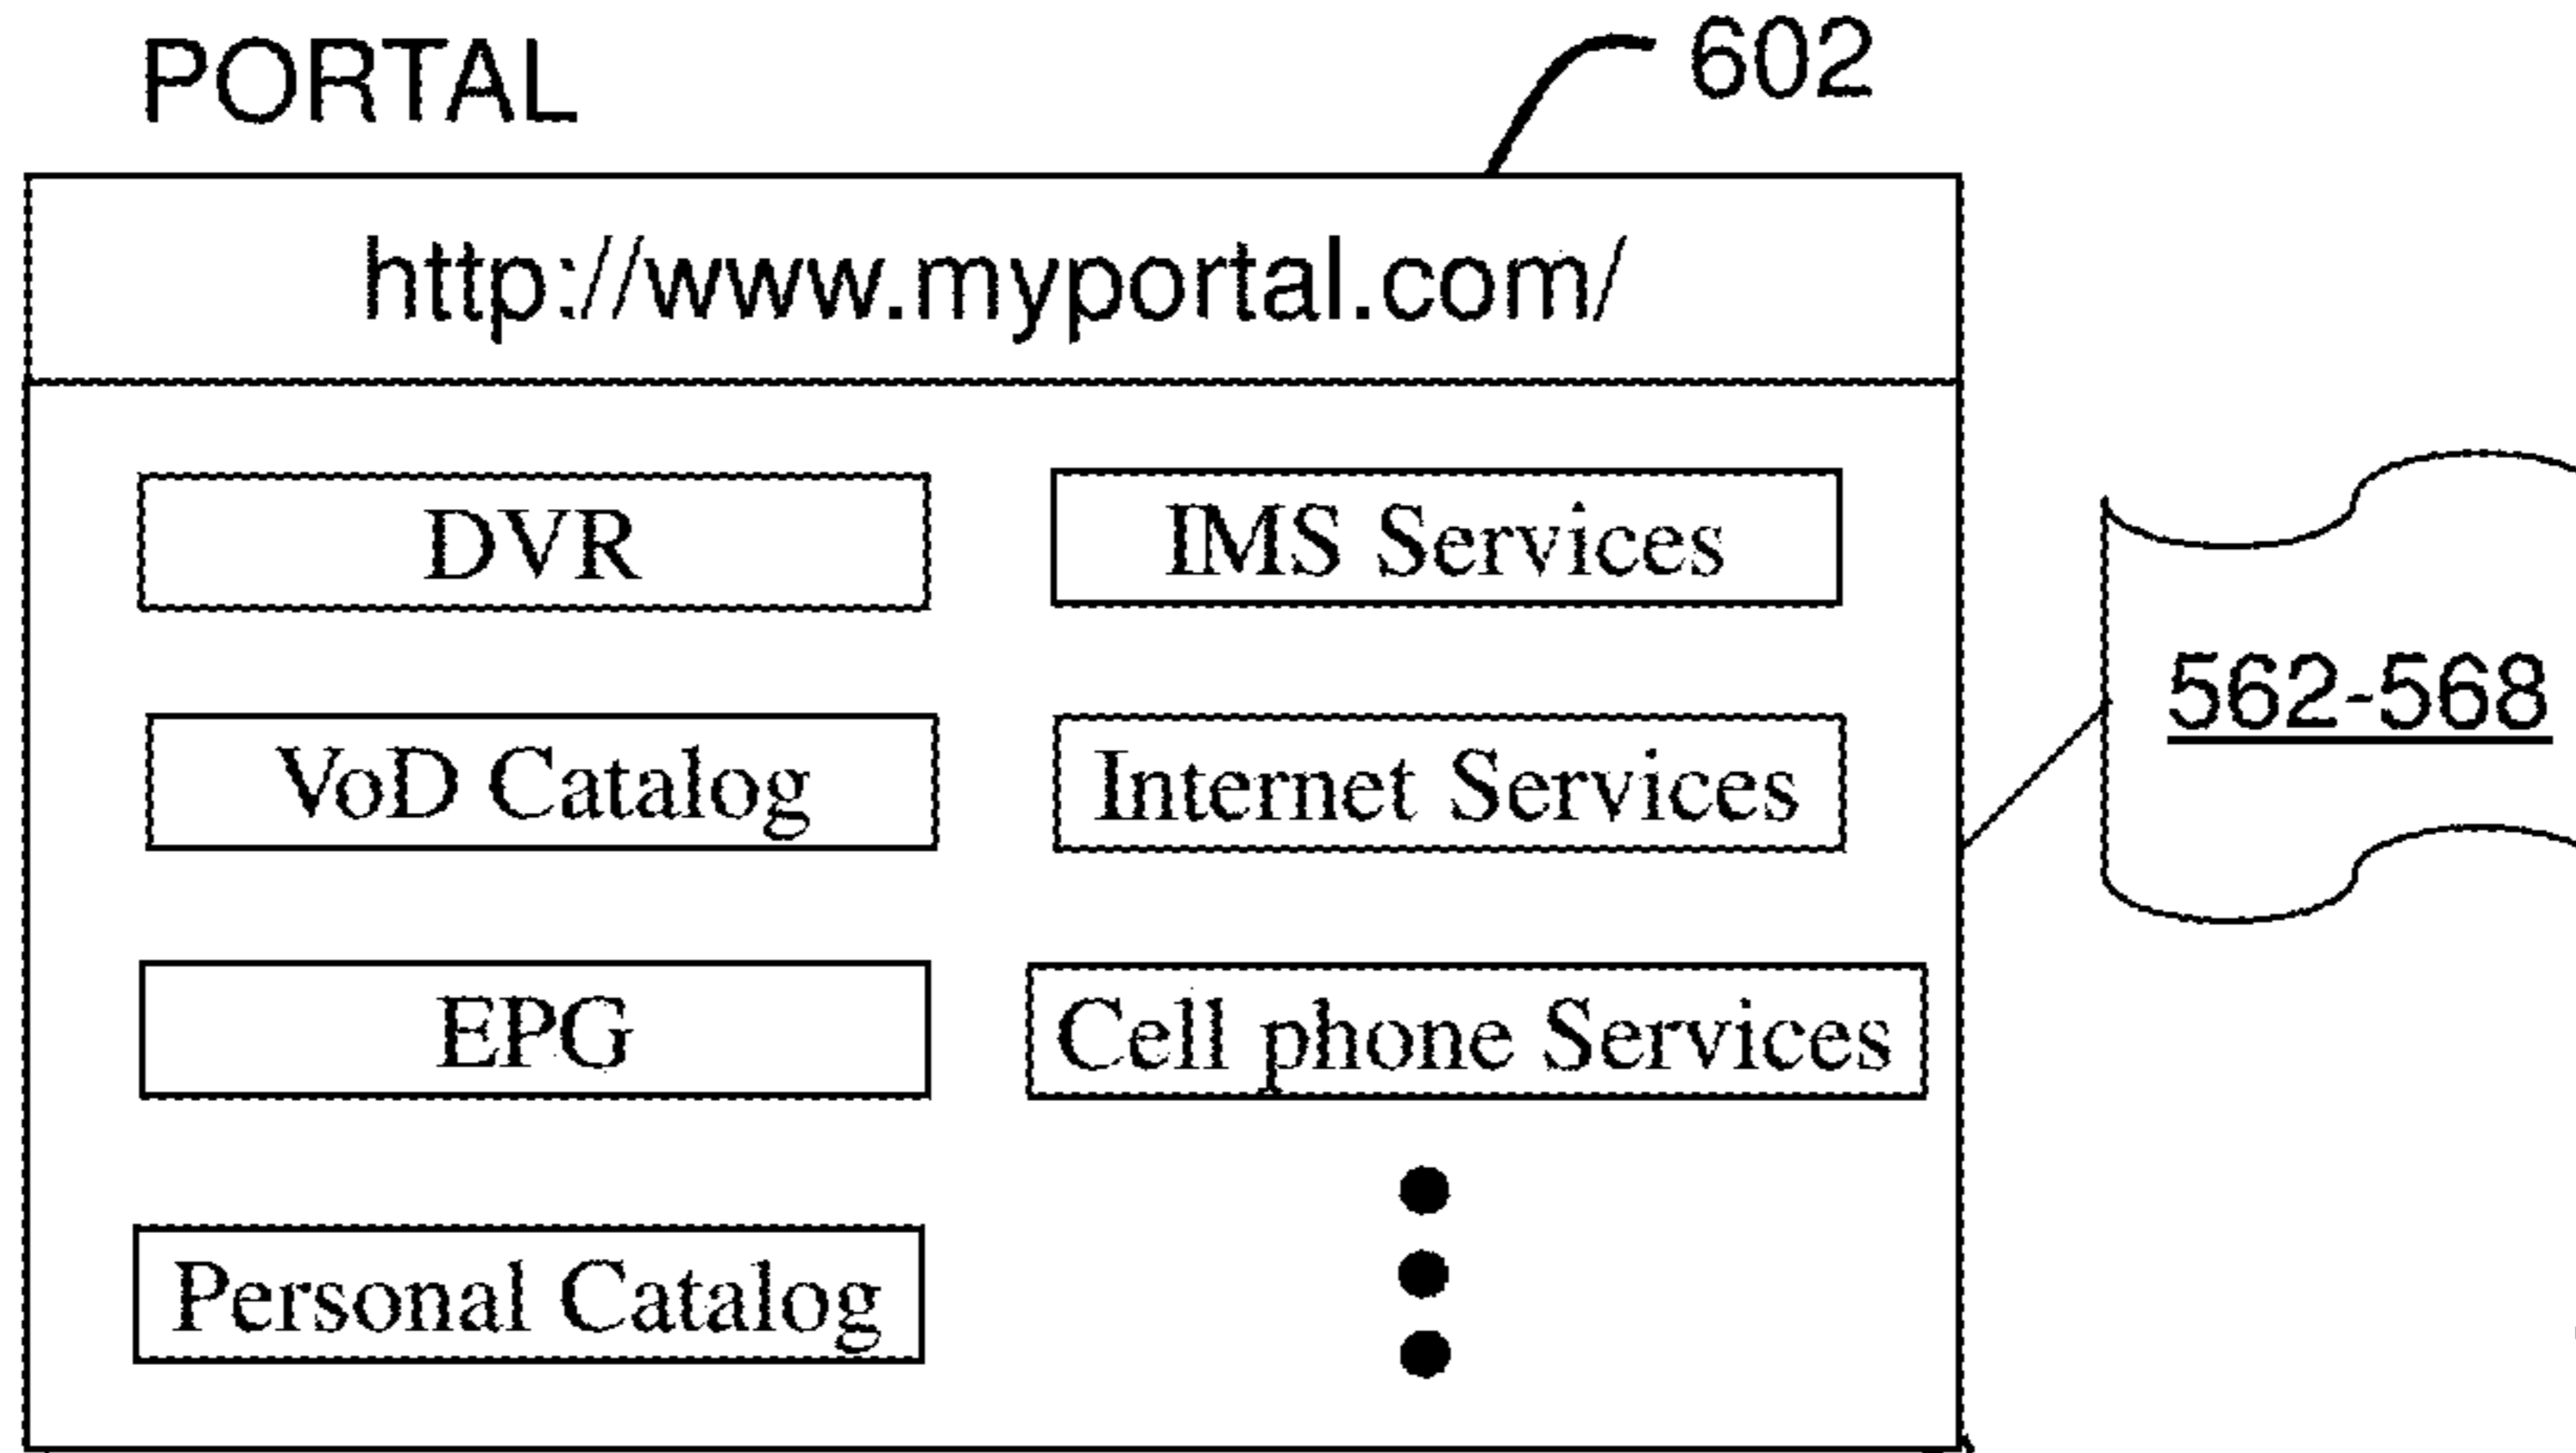 PORTAL
602
http://www.myportal.com/
DVR
IMS Services
VoD Catalog
Internet Services
562-568
EPG
Cell phone Services
Personal Catalog